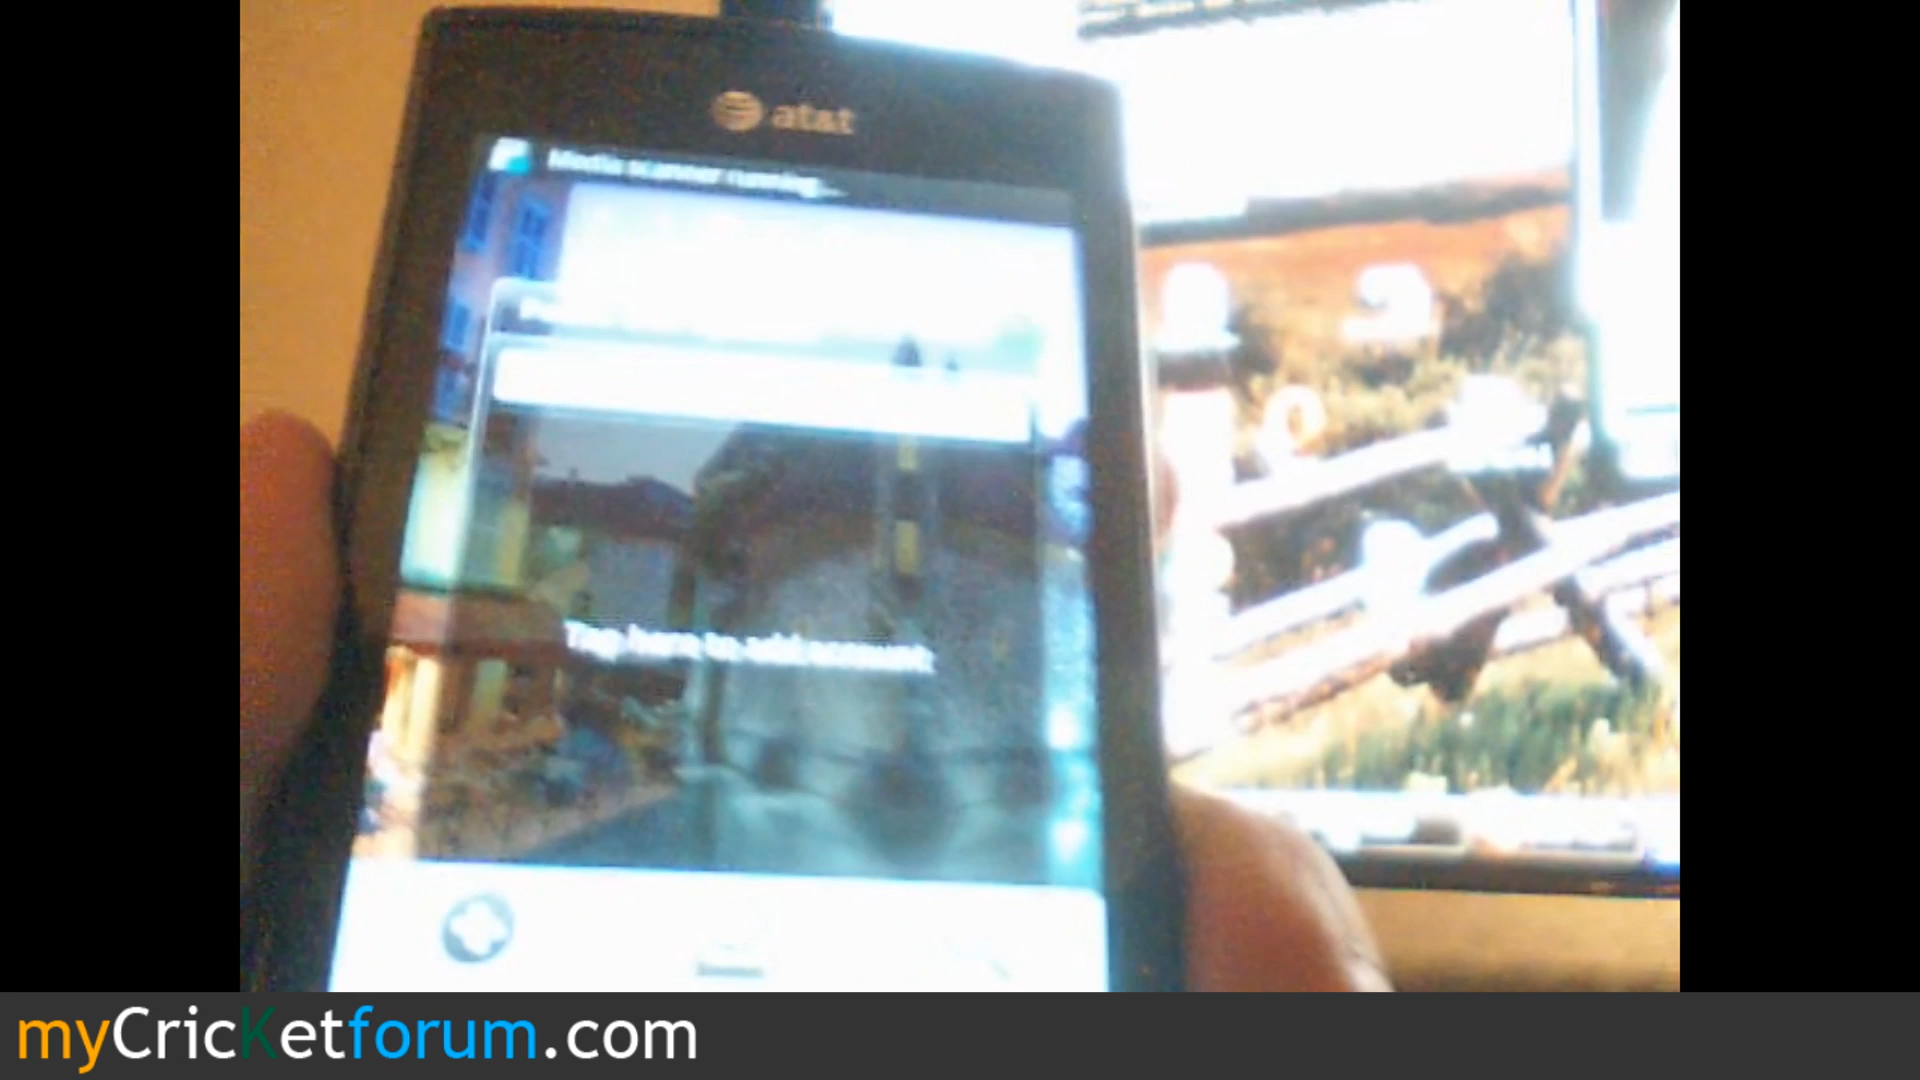 at&t
Media scanner running...
Tap here to add account
myCricKetforum.com